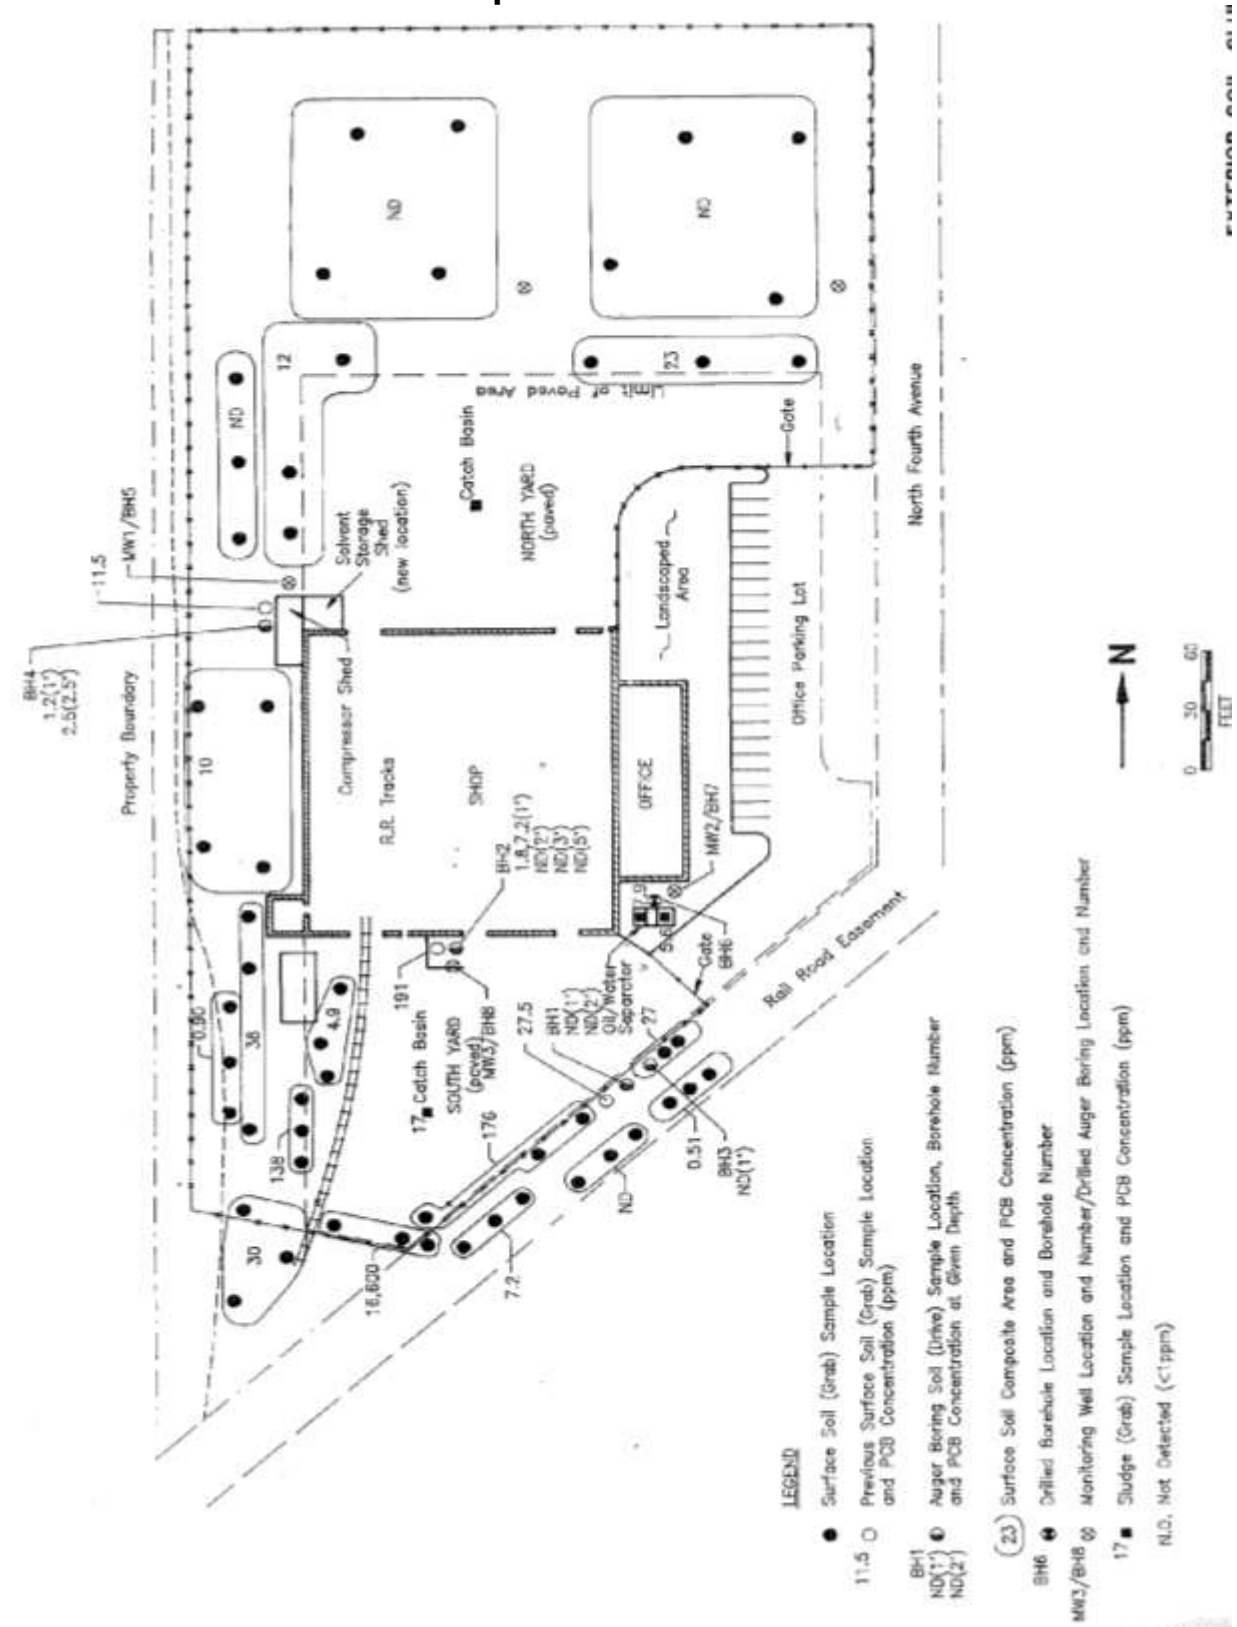 Property Boundary
BH4
1.2(1')
2.6(2.5')
11.5
MW1/BH5
ND
12
ND
ND
23
Limit of Paved Area
Catch Basin
Solvent
Storage
Shed
(new location)
NORTH YARD
(paved)
Gate
Landscaped
Area
Office Parking Lot
North Fourth Avenue
10
Compressor Shed
R.R. Tracks
SHOP
OFFICE
BH2
1.8,7.2(1')
ND(2')
ND(3')
ND(5')
MW2/BH7
BH6
Gate
Rail Road Easement
0.90
38
4.9
138
30
191
17
Catch Basin
SOUTH YARD
(paved)
MW3/BH8
176
27.5
BH1
ND(1')
ND(2')
Oil/Water
Separator
27
16,600
7.2
ND
0.51
BH3
ND(1')
N
0 30 60
FEET
LEGEND
Surface Soil (Grab) Sample Location
11.5 Previous Surface Soil (Grab) Sample Location
and PCB Concentration (ppm)
BH1
ND(1') Auger Boring Soil (Drive) Sample Location, Borehole Number
ND(2') and PCB Concentration at Given Depth
23 Surface Soil Composite Area and PCB Concentration (ppm)
BH6 Drilled Borehole Location and Borehole Number
MW3/BH8 Monitoring Well Location and Number/Drilled Auger Boring Location and Number
17 Sludge (Grab) Sample Location and PCB Concentration (ppm)
N.D. Not Detected (<1ppm)